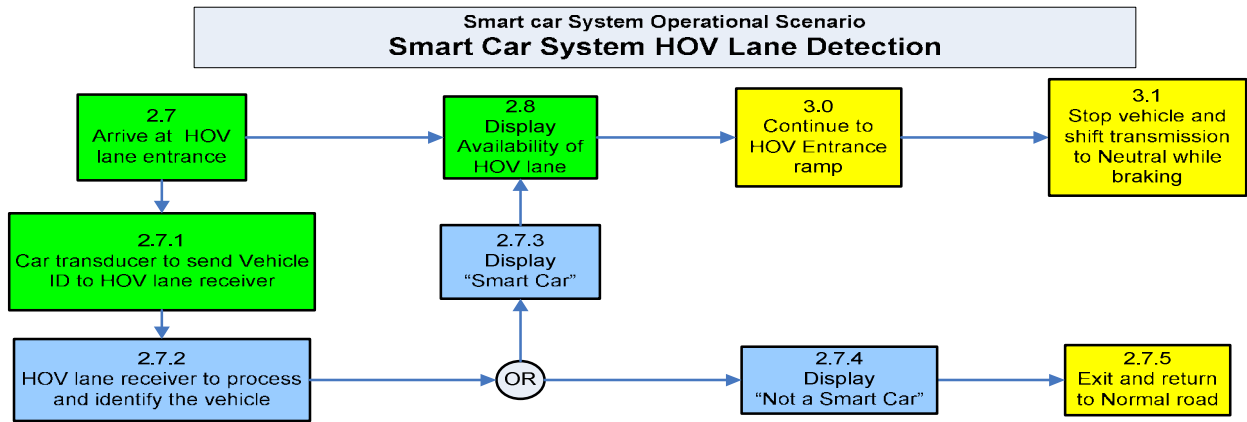 Smart car System Operational Scenario
Smart Car System HOV Lane Detection
2.7
Arrive at HOV
lane entrance
2.8
Display
Availability of
HOV lane
3.0
Continue to
HOV Entrance
ramp
3.1
Stop vehicle and
shift transmission
to Neutral while
braking
2.7.1
Car transducer to send Vehicle
ID to HOV lane receiver
2.7.3
Display
“Smart Car”
2.7.2
HOV lane receiver to process
and identify the vehicle
OR
2.7.4
Display
“Not a Smart Car”
2.7.5
Exit and return
to Normal road